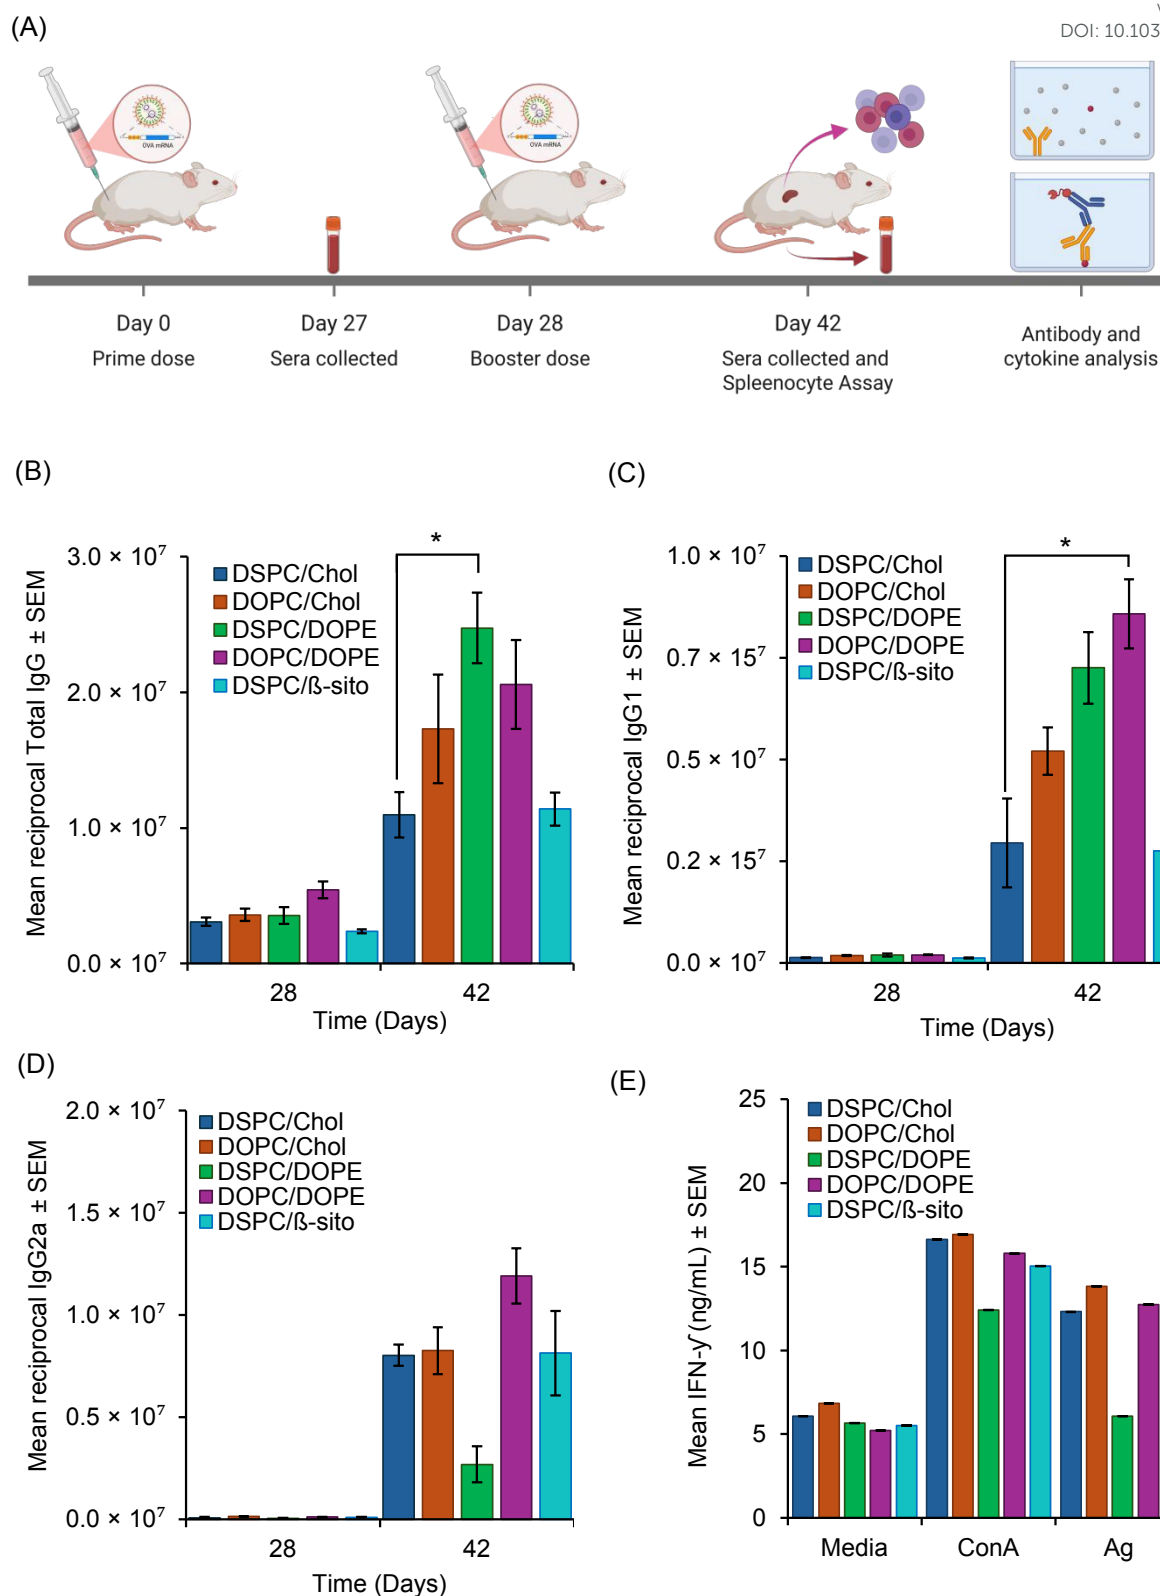 (A)
DOI: 10.103
OVA mRNA
OVA mRNA
Day 0
Prime dose
Day 27
Sera collected
Day 28
Booster dose
Day 42
Sera collected and
Spleenocyte Assay
Antibody and
cytokine analysis
(B)
Mean reciprocal Total IgG ± SEM
3.0 × 10⁷
2.0 × 10⁷
1.0 × 10⁷
0.0 × 10⁷
DSPC/Chol
DOPC/Chol
DSPC/DOPE
DOPC/DOPE
DSPC/ß-sito
*
28
42
Time (Days)
(C)
Mean reciprocal IgG1 ± SEM
1.0 × 10⁷
0.7 × 15⁷
0.5 × 10⁷
0.2 × 15⁷
0.0 × 10⁷
DSPC/Chol
DOPC/Chol
DSPC/DOPE
DOPC/DOPE
DSPC/ß-sito
*
28
42
Time (Days)
(D)
Mean reciprocal IgG2a ± SEM
2.0 × 10⁷
1.5 × 10⁷
1.0 × 10⁷
0.5 × 10⁷
0.0 × 10⁷
DSPC/Chol
DOPC/Chol
DSPC/DOPE
DOPC/DOPE
DSPC/ß-sito
28
42
Time (Days)
(E)
Mean IFN-ƴ (ng/mL) ± SEM
25
20
15
10
5
0
DSPC/Chol
DOPC/Chol
DSPC/DOPE
DOPC/DOPE
DSPC/ß-sito
Media
ConA
Ag